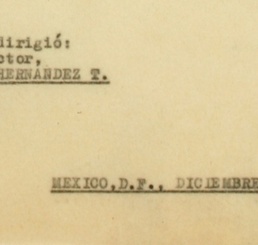 dirigió:
ctor,
HERNANDEZ T.
MEXICO,D.F., DICIEMBRE